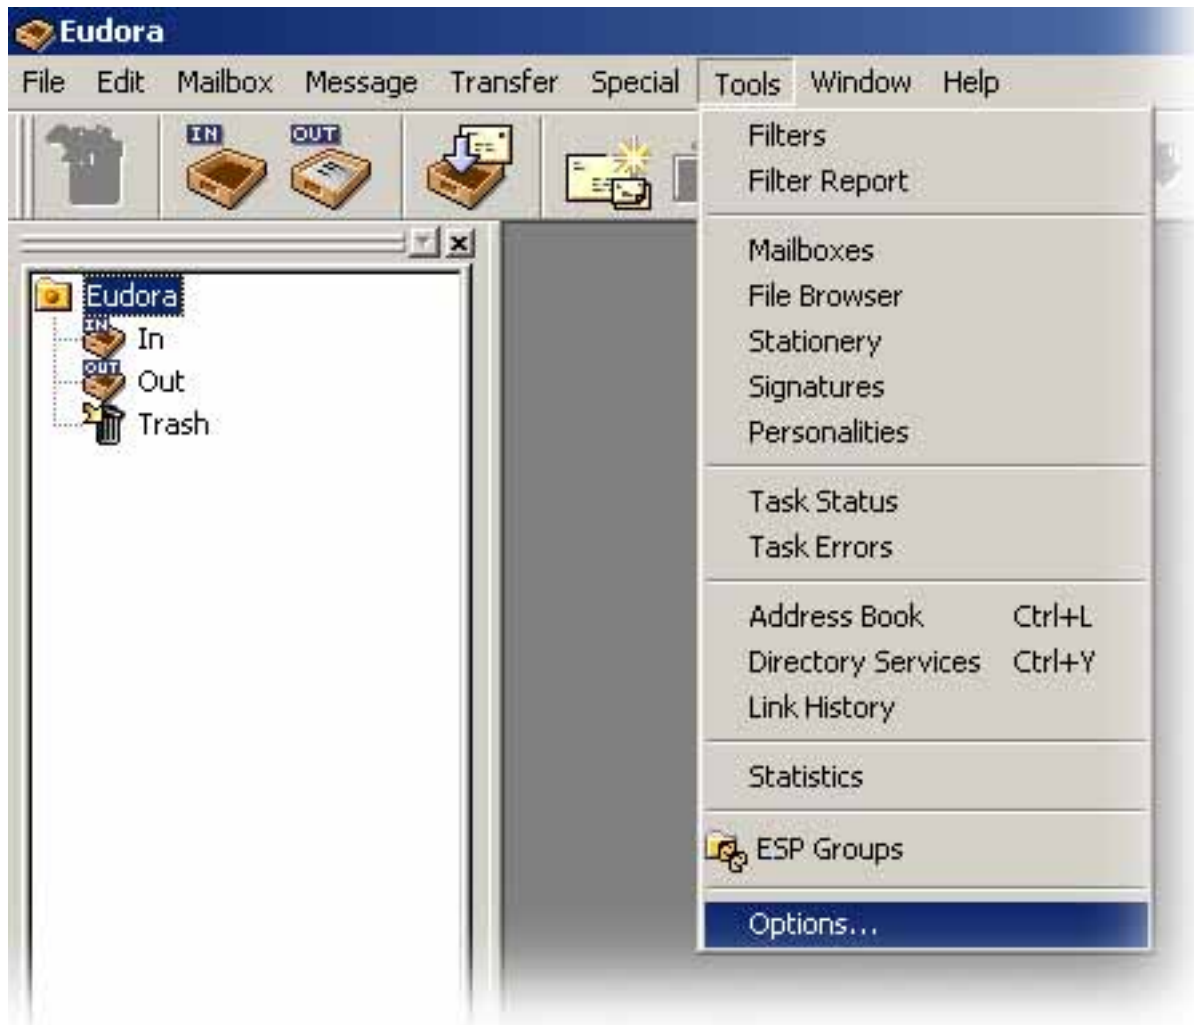 Eudora
File Edit Mailbox Message Transfer Special Tools Window Help
IN OUT
Eudora
IN In
OUT Out
Trash
Filters
Filter Report
Mailboxes
File Browser
Stationery
Signatures
Personalities
Task Status
Task Errors
Address Book Ctrl+L
Directory Services Ctrl+Y
Link History
Statistics
ESP Groups
Options...